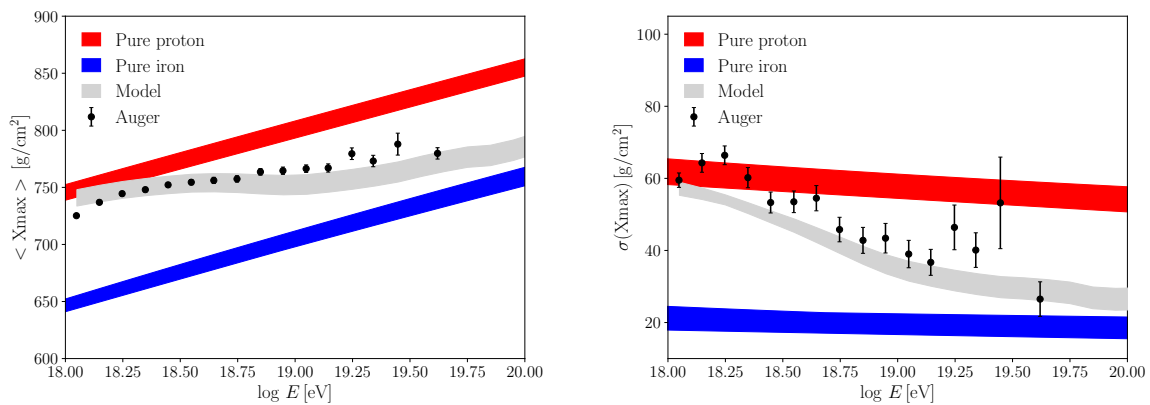 900
850
800
750
700
650
600
< Xmax > [g/cm²]
Pure proton
Pure iron
Model
Auger
18.00 18.25 18.50 18.75 19.00 19.25 19.50 19.75 20.00
log E [eV]
100
80
60
40
20
σ(Xmax) [g/cm²]
Pure proton
Pure iron
Model
Auger
18.00 18.25 18.50 18.75 19.00 19.25 19.50 19.75 20.00
log E [eV]